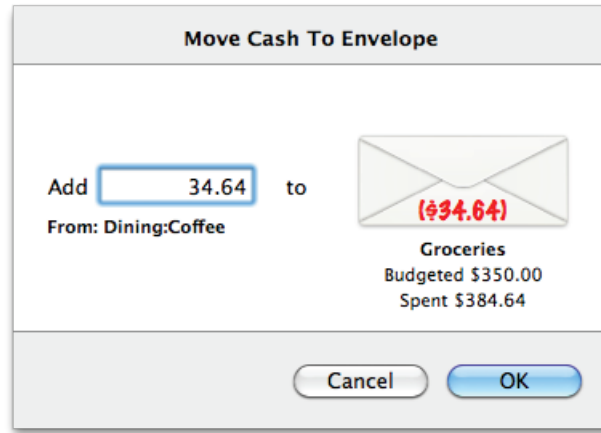 Move Cash To Envelope
Add 34.64 to
From: Dining:Coffee
($34.64)
Groceries
Budgeted $350.00
Spent $384.64
Cancel OK